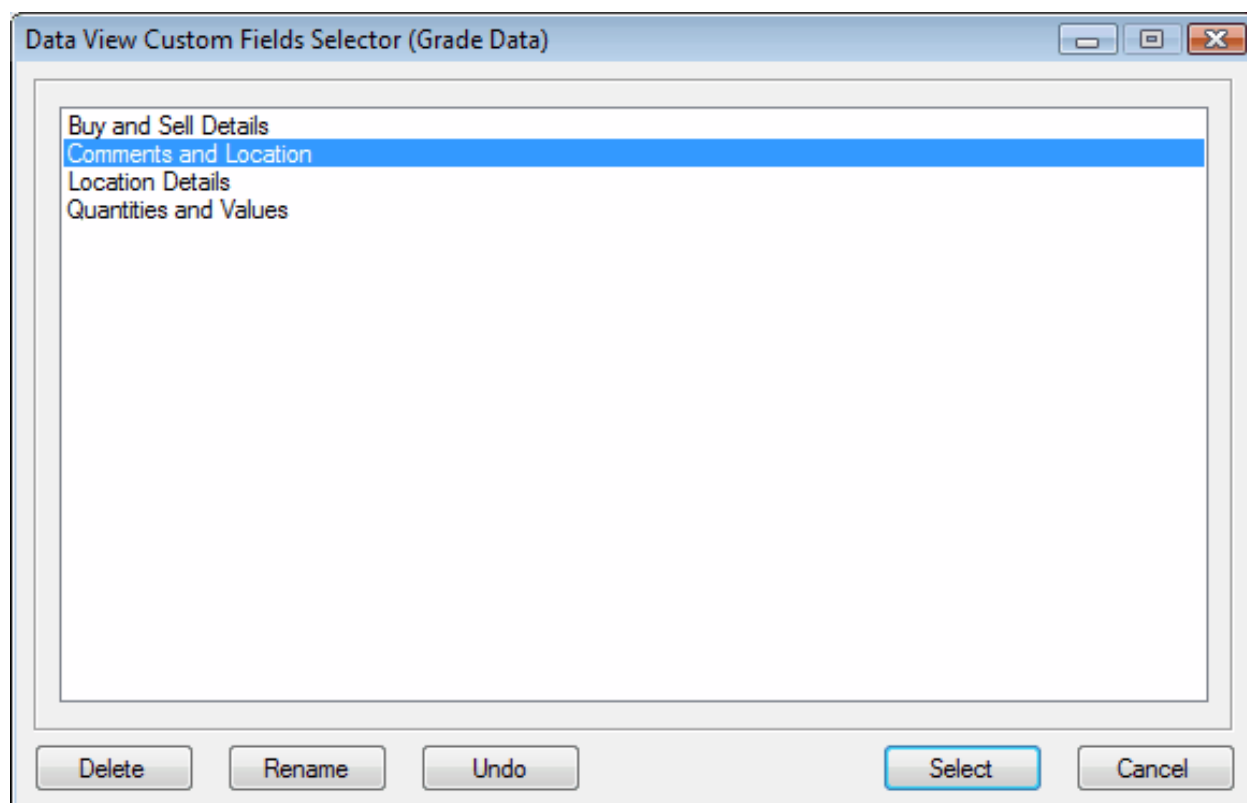 Data View Custom Fields Selector (Grade Data)
Buy and Sell Details
Comments and Location
Location Details
Quantities and Values
Delete Rename Undo Select Cancel